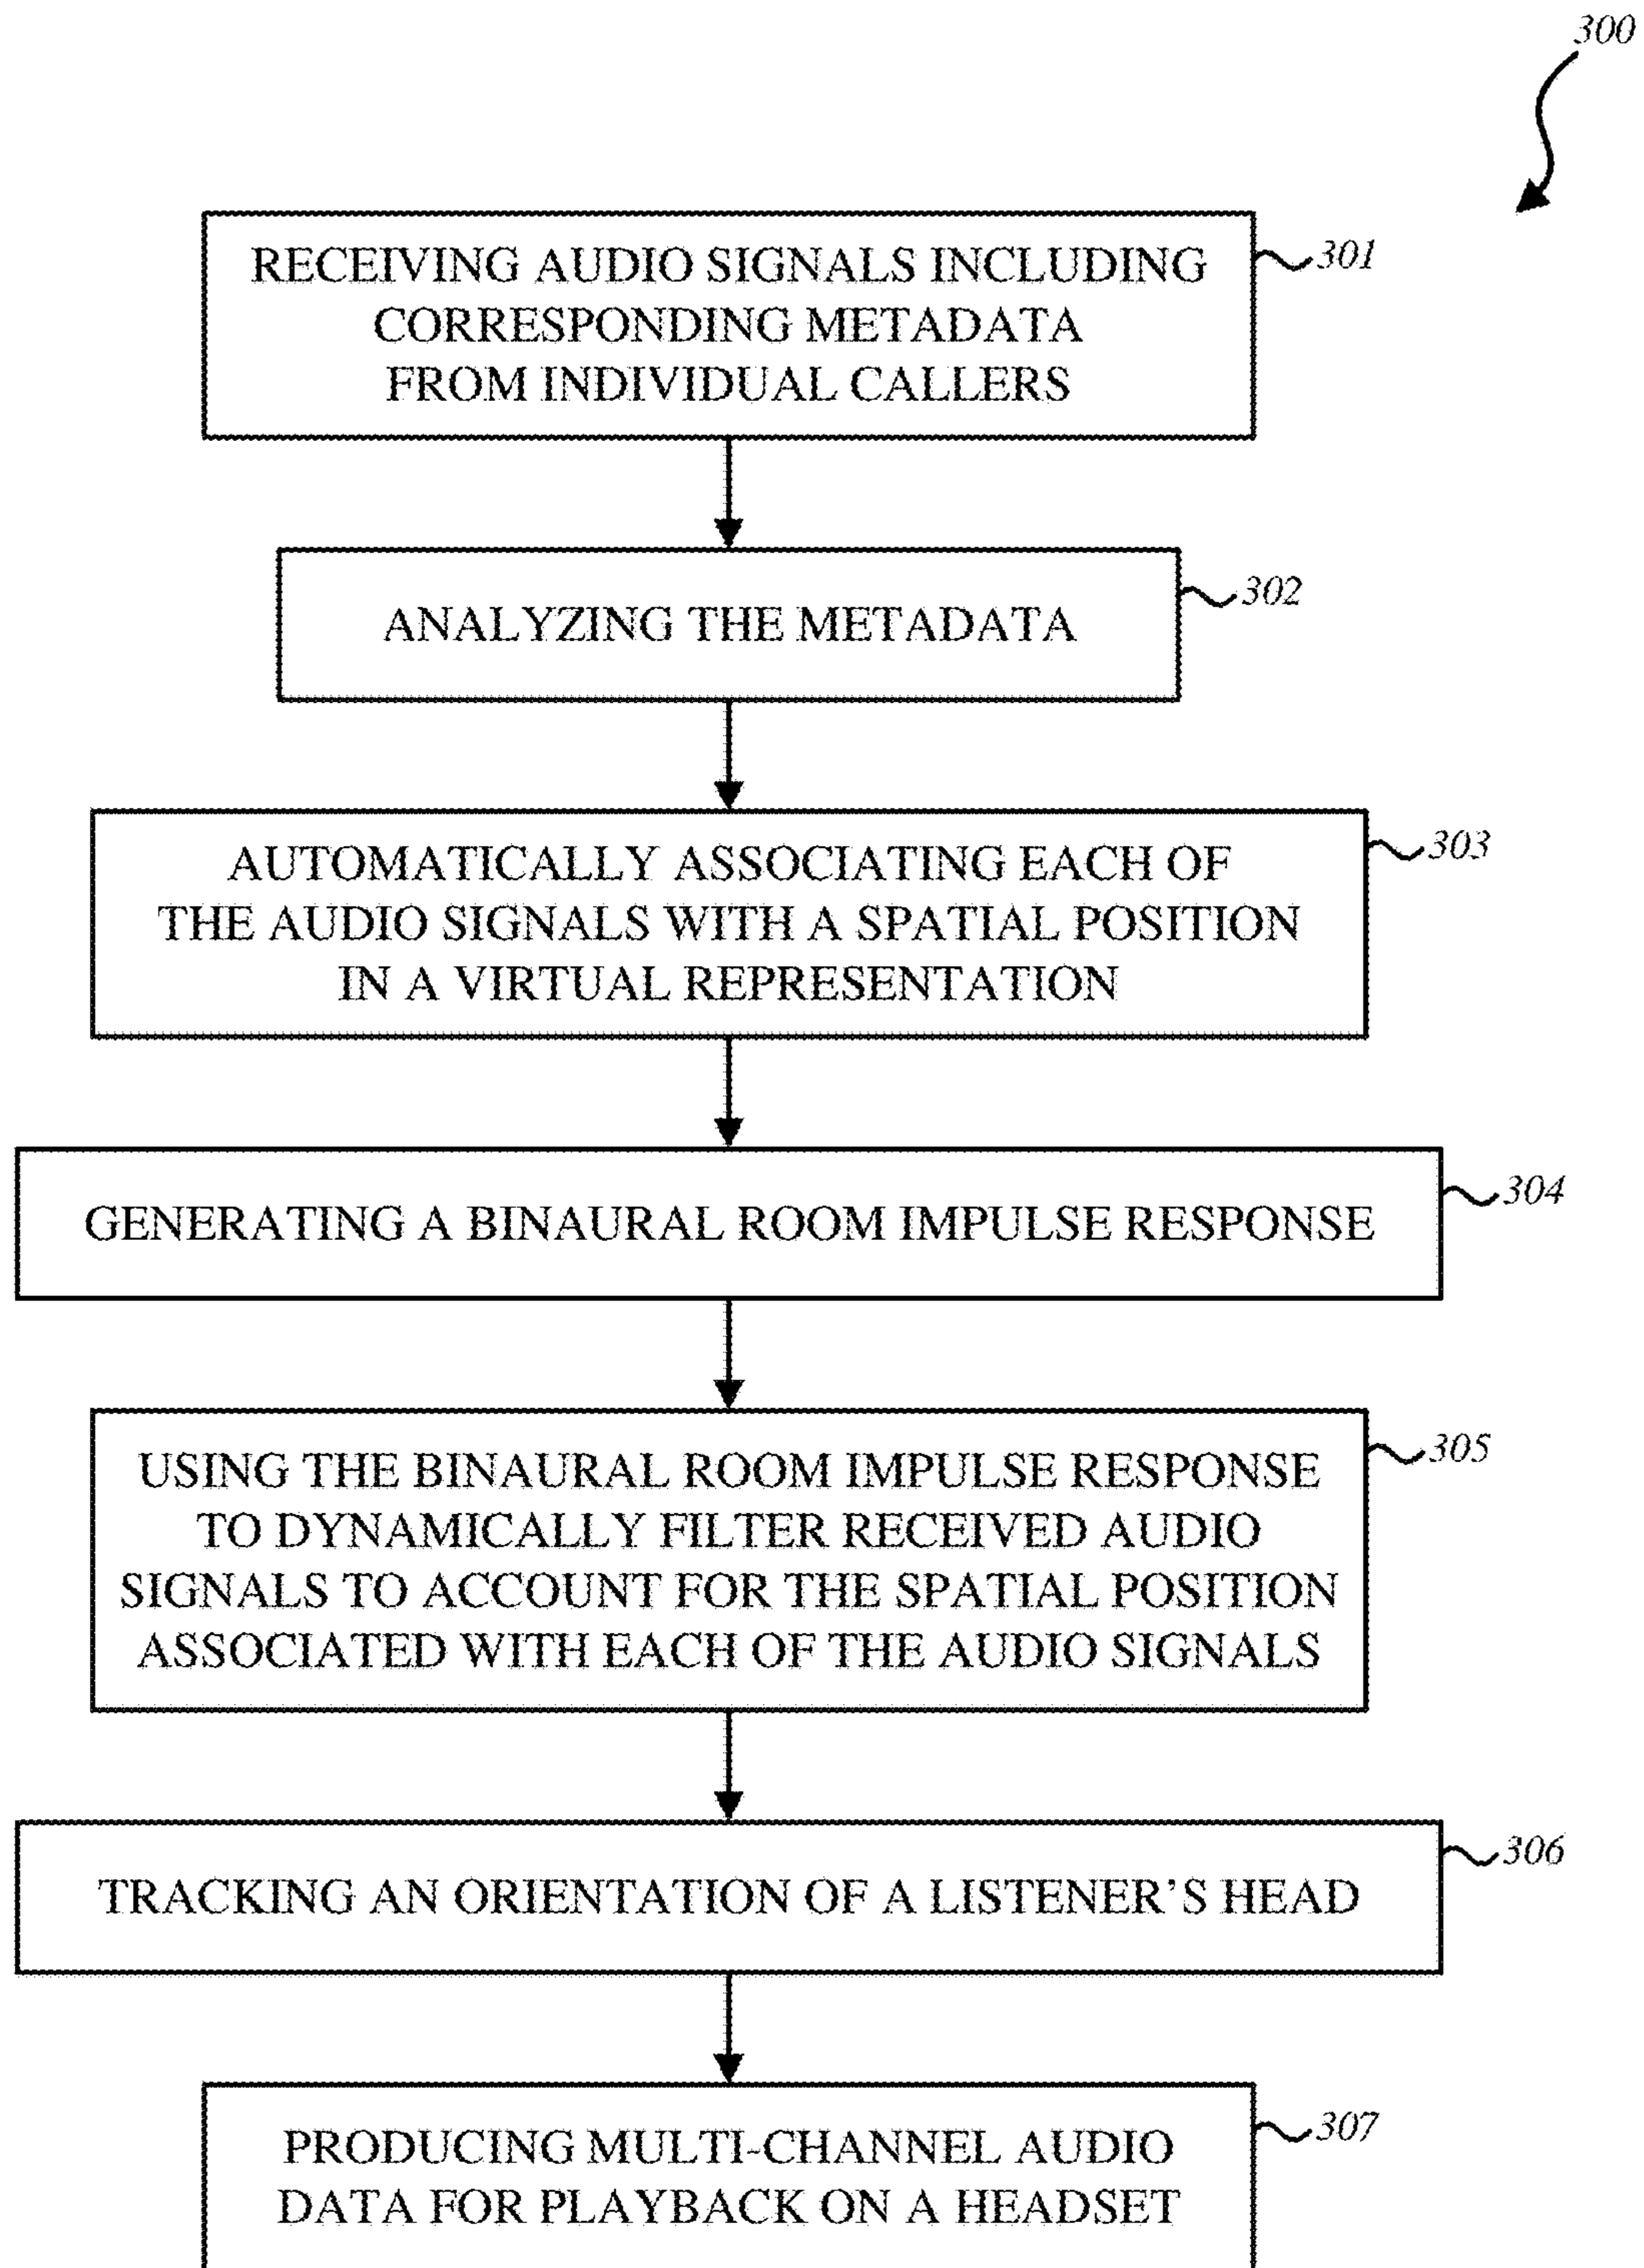 300
RECEIVING AUDIO SIGNALS INCLUDING
CORRESPONDING METADATA
FROM INDIVIDUAL CALLERS
301
ANALYZING THE METADATA
302
AUTOMATICALLY ASSOCIATING EACH OF
THE AUDIO SIGNALS WITH A SPATIAL POSITION
IN A VIRTUAL REPRESENTATION
303
GENERATING A BINAURAL ROOM IMPULSE RESPONSE
304
USING THE BINAURAL ROOM IMPULSE RESPONSE
TO DYNAMICALLY FILTER RECEIVED AUDIO
SIGNALS TO ACCOUNT FOR THE SPATIAL POSITION
ASSOCIATED WITH EACH OF THE AUDIO SIGNALS
305
TRACKING AN ORIENTATION OF A LISTENER'S HEAD
306
PRODUCING MULTI-CHANNEL AUDIO
DATA FOR PLAYBACK ON A HEADSET
307